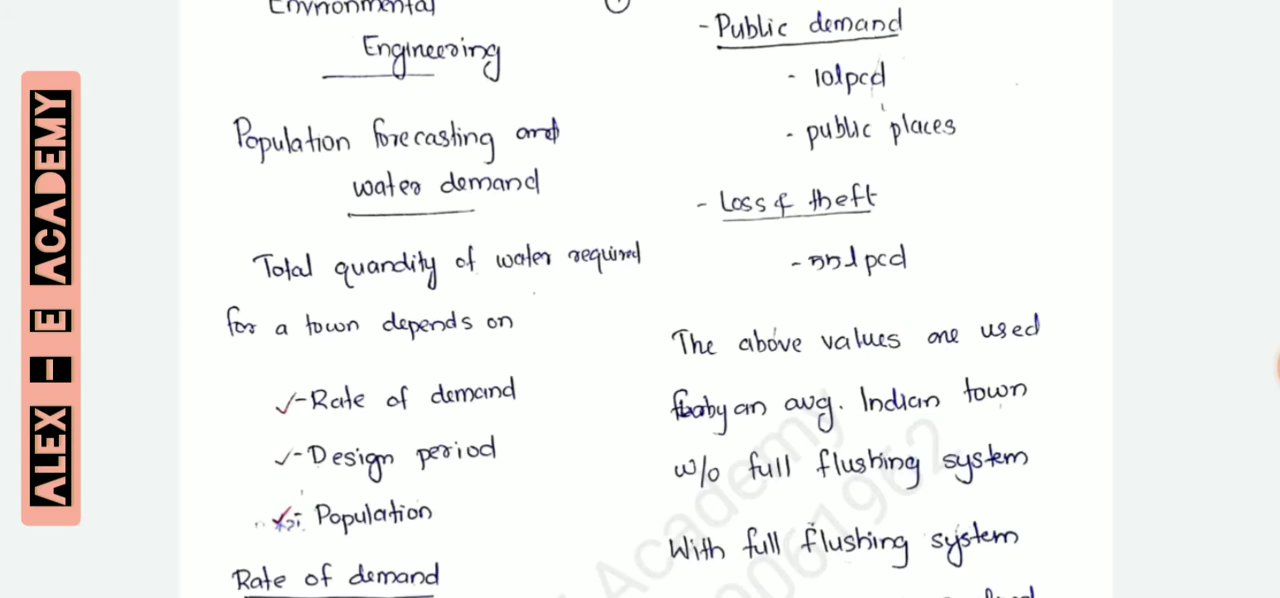 ALEX - E ACADEMY
Environmental
Engineering
Population forecasting and
water demand
Total quandity of water required
for a town depends on
- Rate of demand
- Design period
Population
Rate of demand
①
- Public demand
- 10lpcd
- public places
- Loss & theft
- 55lpcd
The above values are used
by an avg. Indian town
w/o full flushing system
With full flushing system
Academy